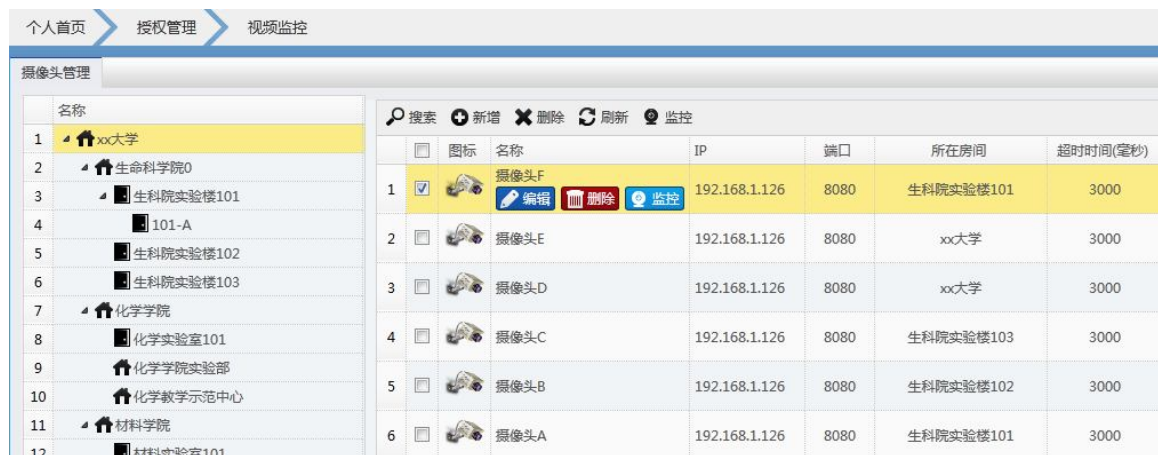 个人首页 授权管理 视频监控
摄像头管理
名称
1 xx大学
2 生命科学院0
3 生科院实验楼101
4 101-A
5 生科院实验楼102
6 生科院实验楼103
7 化学学院
8 化学实验室101
9 化学学院实验部
10 化学教学示范中心
11 材料学院
12 材料实验室101
搜索 新增 删除 刷新 监控
图标 名称 IP 端口 所在房间 超时时间(毫秒)
1 摄像头F 192.168.1.126 8080 生科院实验楼101 3000
编辑 删除 监控
2 摄像头E 192.168.1.126 8080 xx大学 3000
3 摄像头D 192.168.1.126 8080 xx大学 3000
4 摄像头C 192.168.1.126 8080 生科院实验楼103 3000
5 摄像头B 192.168.1.126 8080 生科院实验楼102 3000
6 摄像头A 192.168.1.126 8080 生科院实验楼101 3000